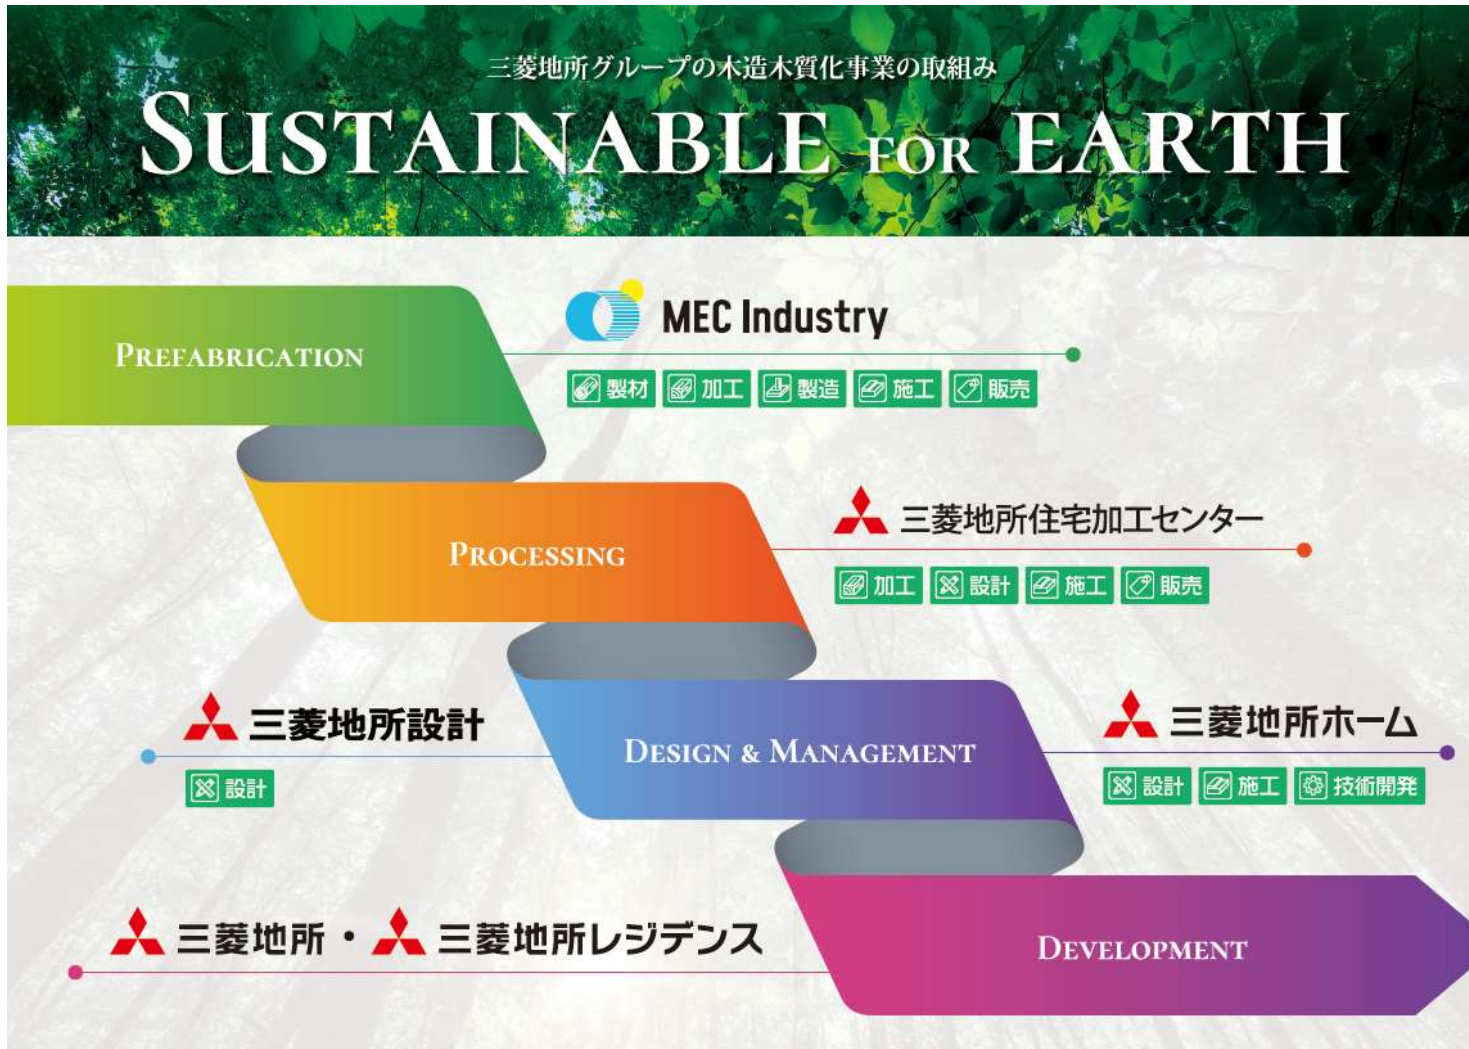 三菱地所グループの木造木質化事業の取組み
SUSTAINABLE FOR EARTH
PREFABRICATION
MEC Industry
製材 加工 製造 施工 販売
PROCESSING
三菱地所住宅加工センター
加工 設計 施工 販売
三菱地所設計
設計
DESIGN & MANAGEMENT
三菱地所ホーム
設計 施工 技術開発
三菱地所・三菱地所レジデンス
DEVELOPMENT